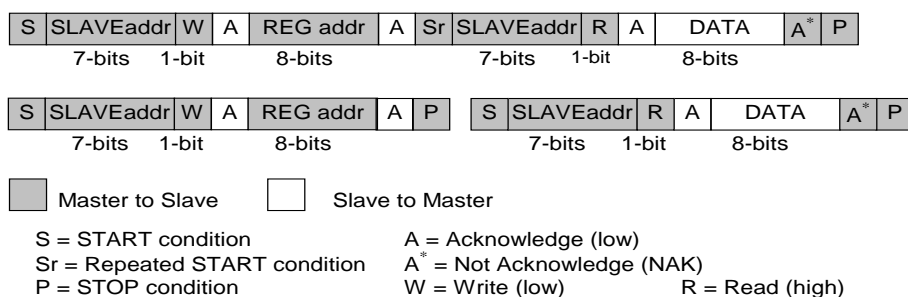 S SLAVEaddr W A REG addr A Sr SLAVEaddr R A DATA A* P
7-bits 1-bit 8-bits 7-bits 1-bit 8-bits
S SLAVEaddr W A REG addr A P S SLAVEaddr R A DATA A* P
7-bits 1-bit 8-bits 7-bits 1-bit 8-bits
Master to Slave Slave to Master
S = START condition A = Acknowledge (low)
Sr = Repeated START condition A* = Not Acknowledge (NAK)
P = STOP condition W = Write (low) R = Read (high)